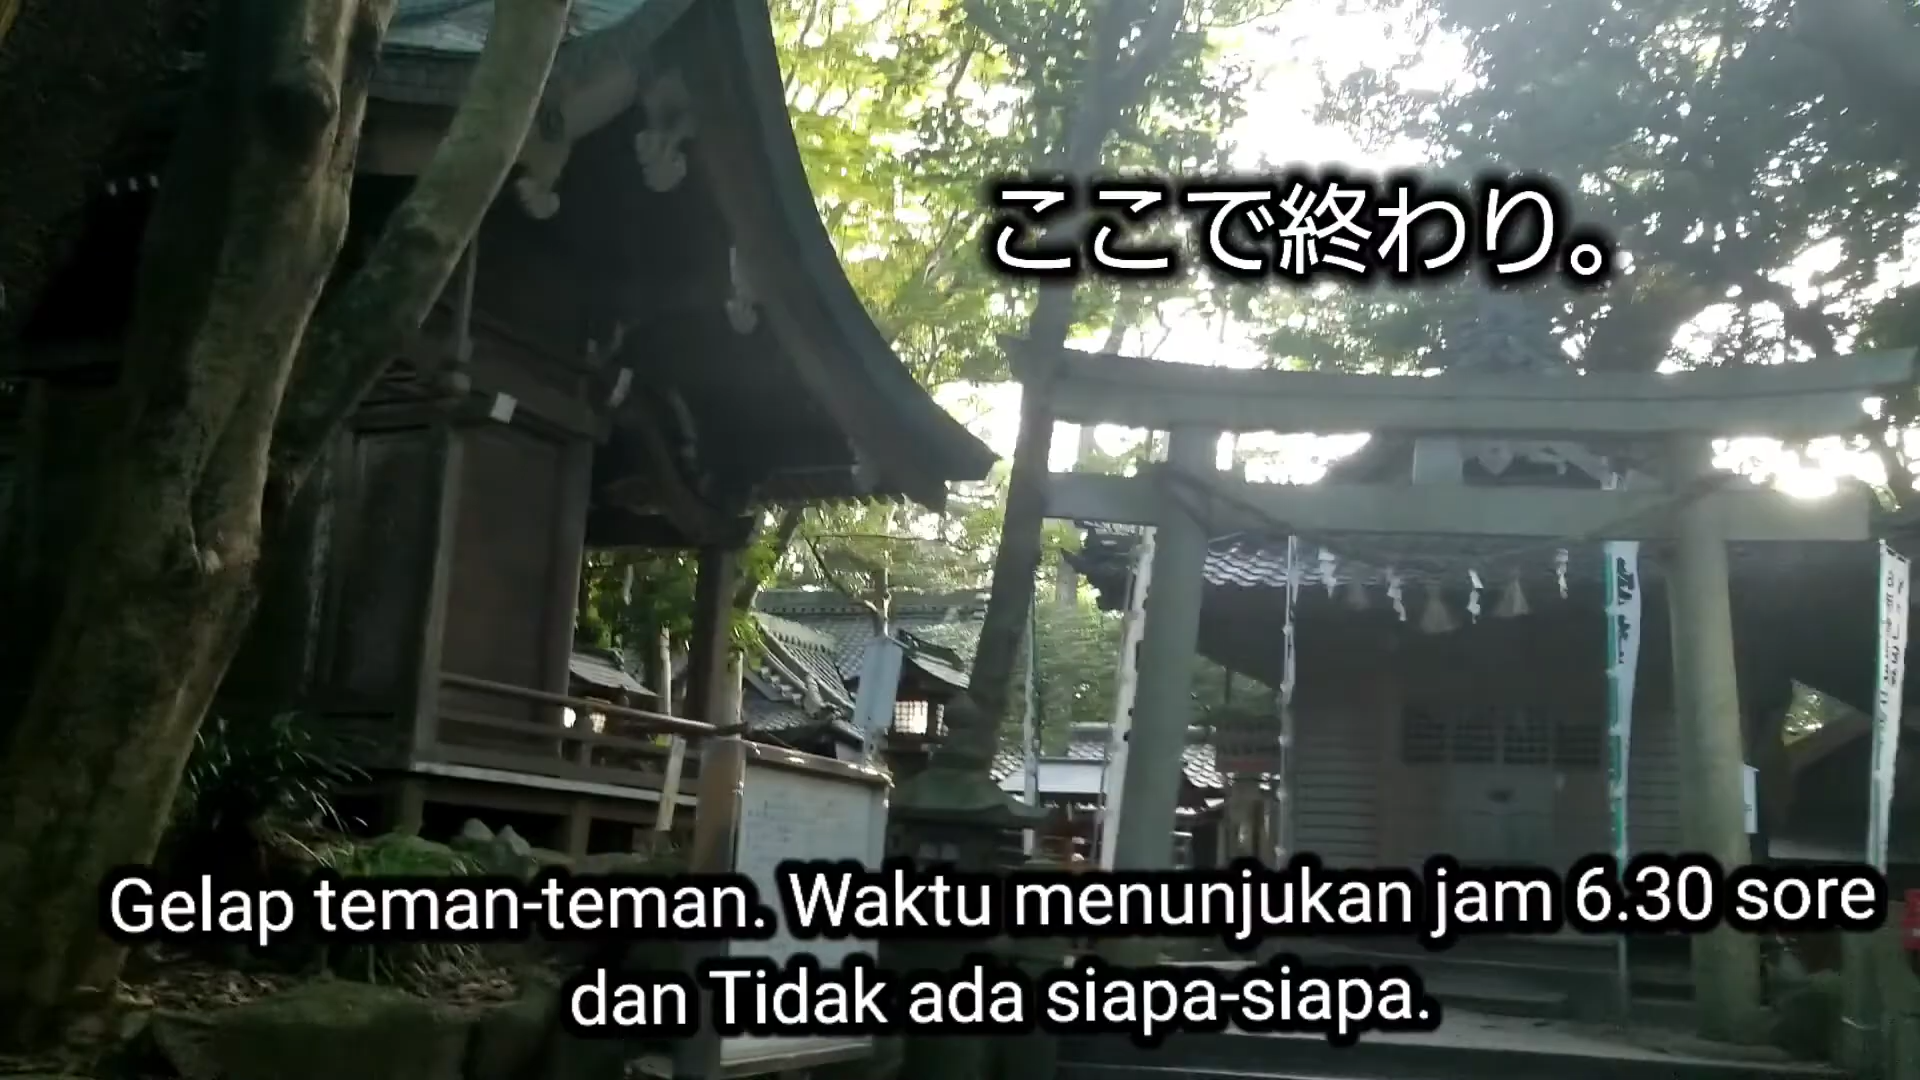 ここで終わり。
Gelap teman-teman. Waktu menunjukan jam 6.30 sore
dan Tidak ada siapa-siapa.